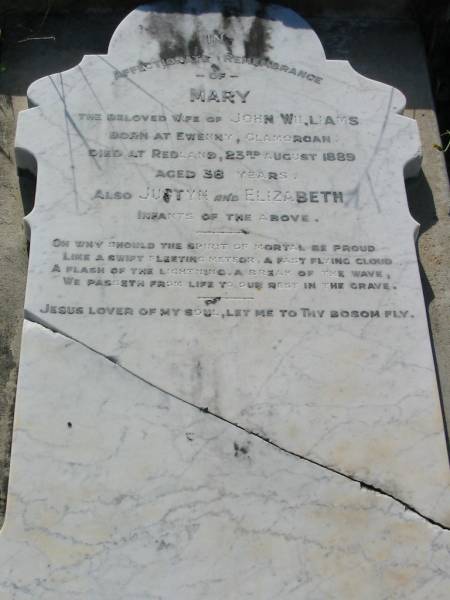 IN
AFFECTIONATE REMEMBRANCE
- OF -
MARY
THE BELOVED WIFE OF JOHN WILLIAMS
BORN AT EWENNY, GLAMORGAN
DIED AT REDLAND, 23RD AUGUST 1889
AGED 38 YEARS.
ALSO JUSTYN AND ELIZABETH
INFANTS OF THE ABOVE.
OH WHY SHOULD THE SPIRIT OF MORTAL BE PROUD
LIKE A SWIFT FLEETING METEOR, A FAST FLYING CLOUD
A FLASH OF THE LIGHTNING, A BREAK OF THE WAVE,
WE PASSETH FROM LIFE TO OUR REST IN THE GRAVE.
JESUS LOVER OF MY SOUL, LET ME TO THY BOSOM FLY.